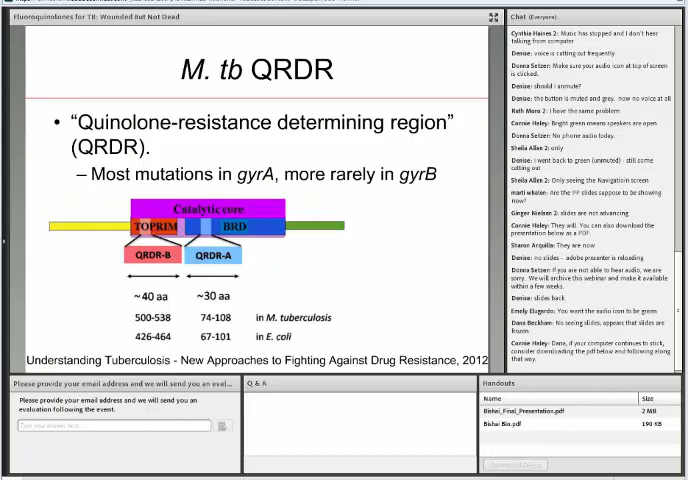 Fluoroquinolones for TB: Wounded But Not Dead
M. tb QRDR
• “Quinolone-resistance determining region”
(QRDR).
– Most mutations in gyrA, more rarely in gyrB
Catalytic core
TOPRIM BRD
QRDR-B QRDR-A
~40 aa ~30 aa
500-538 74-108 in M. tuberculosis
426-464 67-101 in E. coli
Understanding Tuberculosis - New Approaches to Fighting Against Drug Resistance, 2012
Chat (Everyone)
Cynthia Haines 2: Music has stopped and I don't hear
talking from computer
Denise: voice is cutting out frequently
Donna Setzer: Make sure your audio icon at top of screen
is clicked.
Denise: should I unmute?
Denise: the button is muted and grey. now no voice at all
Ruth Moro 2: I have the same problem
Connie Haley: Bright green means speakers are open
Donna Setzer: No phone audio today.
Sheila Allen 2: only
Denise: I went back to green (unmuted) - still some
cutting out
Sheila Allen 2: Only seeing the Navigatioin screen
marti whalen: Are the PP slides suppose to be showing
now?
Ginger Nielsen 2: slides are not advancing
Connie Haley: They will. You can also download the
presentation below as a PDF.
Sharon Arquilla: They are now
Denise: no slides - adobe presenter is reloading
Donna Setzer: If you are not able to hear audio, we are
sorry. We will archive this webinar and make it available
within a few weeks.
Denise: slides back
Emely Elugardo: You want the audio icon to be green
Dana Beckham: No seeing slides; appears that slides are
frozen
Connie Haley: Dana, if your computer continues to stick,
consider downloading the pdf below and following along
that way.
Please provide your email address and we will send you an eval...
Please provide your email address and we will send you an
evaluation following the event.
Type your answer here...
Q & A
Handouts
Name Size
Bishai_Final_Presentation.pdf 2 MB
Bishai Bio.pdf 190 KB